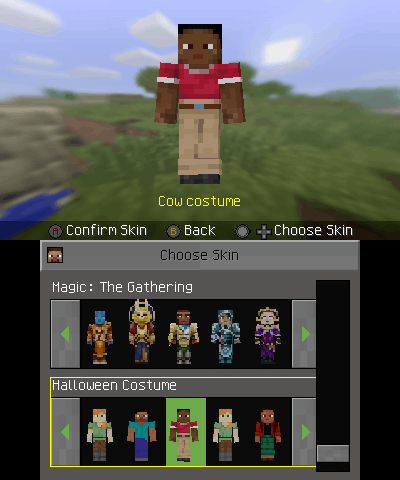 Cow costume
A Confirm Skin B Back Choose Skin
Choose Skin
Magic: The Gathering
Halloween Costume